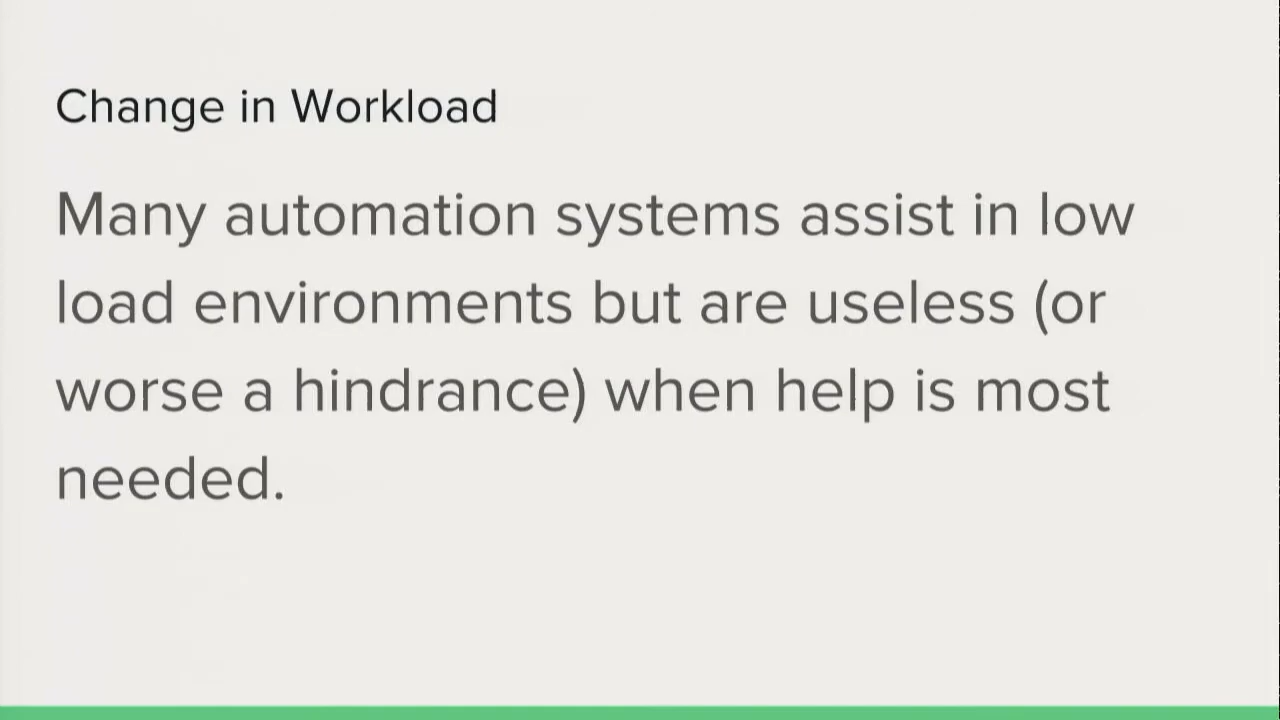 Change in Workload
Many automation systems assist in low
load environments but are useless (or
worse a hindrance) when help is most
needed.